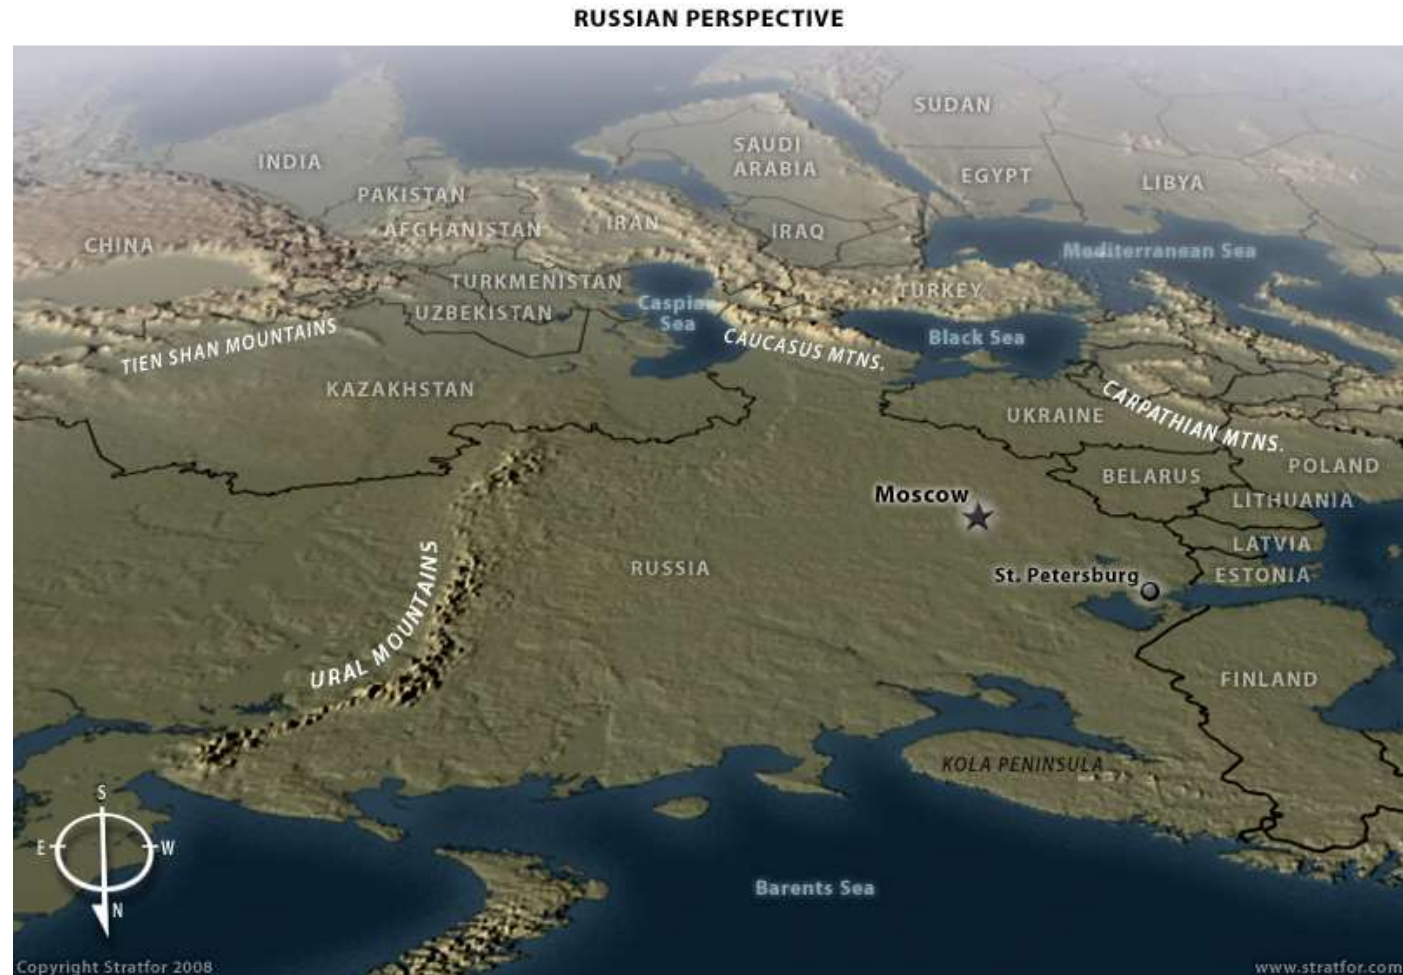 RUSSIAN PERSPECTIVE
SUDAN
SAUDI
ARABIA
INDIA
EGYPT
LIBYA
PAKISTAN
AFGHANISTAN
IRAN
IRAQ
CHINA
Mediterranean Sea
TURKMENISTAN
TURKEY
Caspian
Sea
UZBEKISTAN
TIEN SHAN MOUNTAINS
CAUCASUS MTNS.
Black Sea
KAZAKHSTAN
UKRAINE
CARPATHIAN MTNS.
POLAND
BELARUS
Moscow
LITHUANIA
LATVIA
RUSSIA
St. Petersburg
ESTONIA
URAL MOUNTAINS
FINLAND
KOLA PENINSULA
S
E
W
N
Barents Sea
Copyright Stratfor 2008
www.stratfor.com